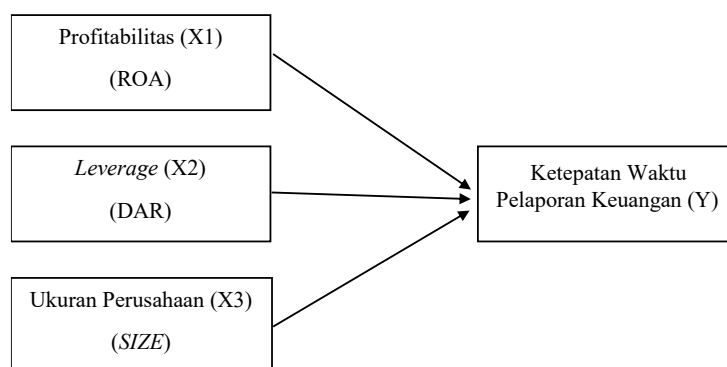 Profitabilitas (X1)
(ROA)
Leverage (X2)
(DAR)
Ukuran Perusahaan (X3)
(SIZE)
Ketepatan Waktu
Pelaporan Keuangan (Y)